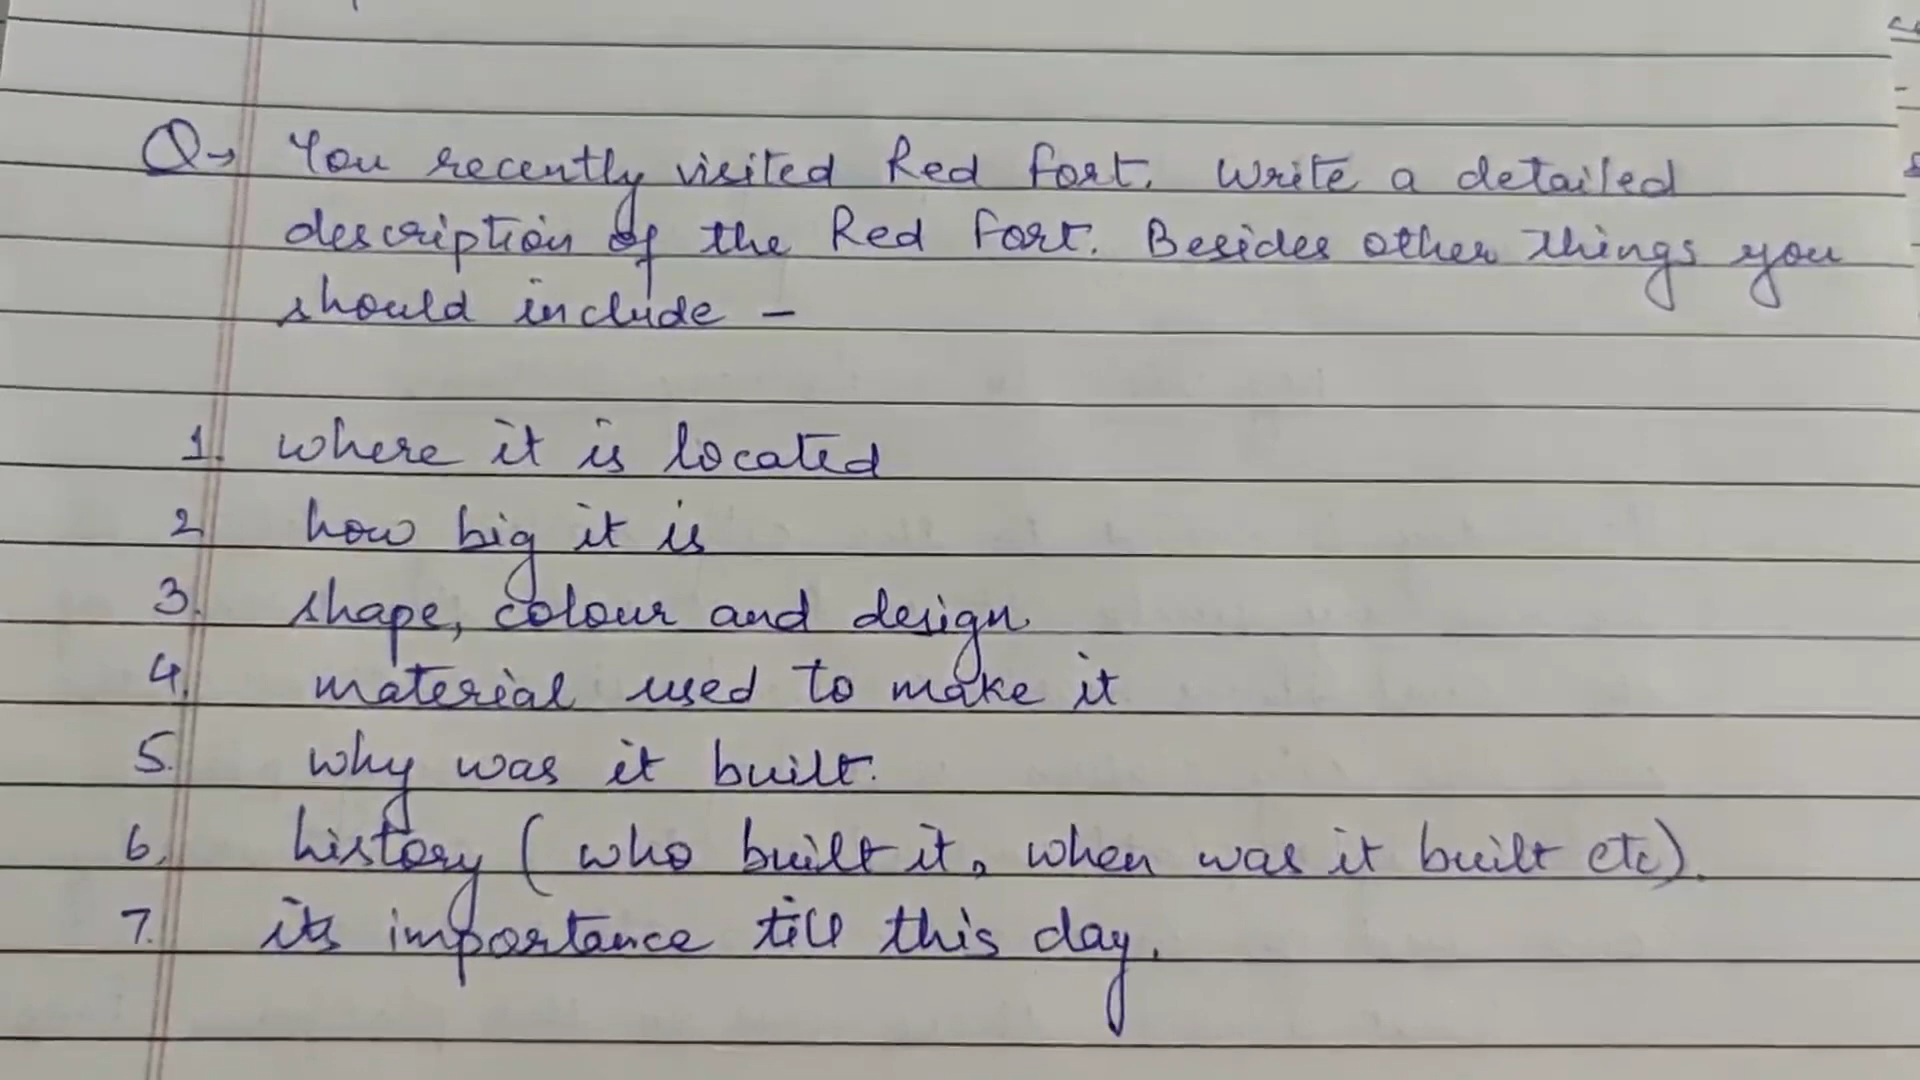 Q→ You recently visited Red Fort. Write a detailed
description of the Red Fort. Besides other things you
should include -
1. where it is located
2 how big it is
3. shape, colour and design
4. material used to make it
5. why was it built.
6. history ( who built it, when was it built etc).
7. its importance till this day.